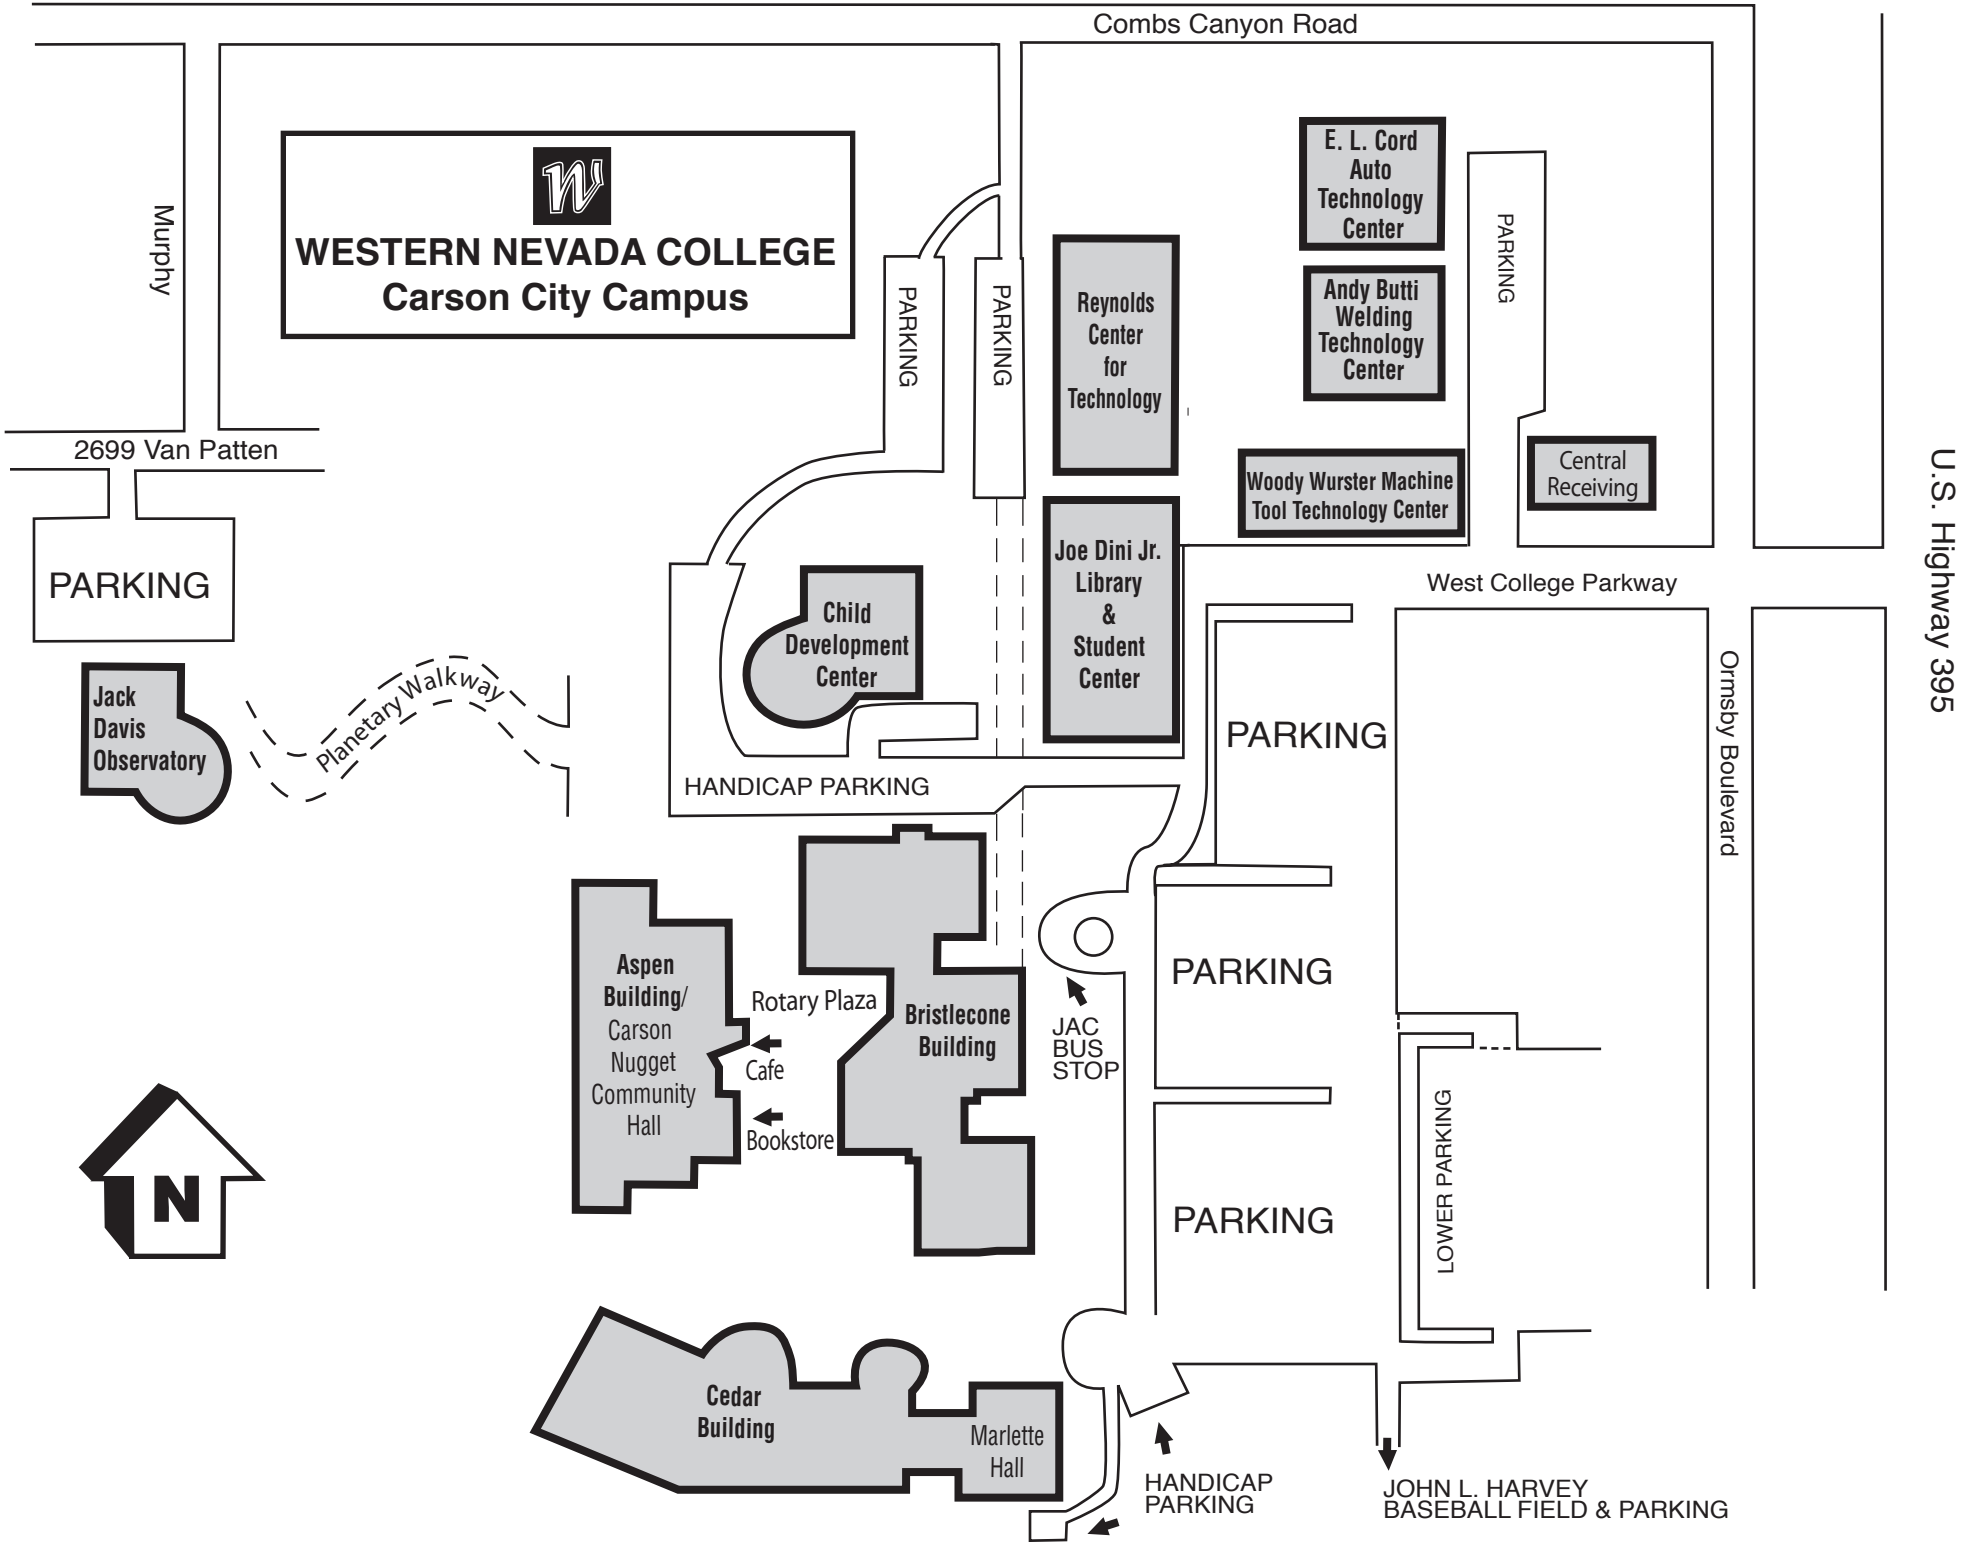 Combs Canyon Road
W
WESTERN NEVADA COLLEGE
Carson City Campus
Murphy
2699 Van Patten
PARKING
PARKING
PARKING
Reynolds
Center
for
Technology
E. L. Cord
Auto
Technology
Center
Andy Butti
Welding
Technology
Center
PARKING
Woody Wurster Machine
Tool Technology Center
Central
Receiving
U.S. Highway 395
West College Parkway
Ormsby Boulevard
Joe Dini Jr.
Library
&
Student
Center
Child
Development
Center
Jack
Davis
Observatory
Planetary Walkway
HANDICAP PARKING
PARKING
Aspen
Building/
Carson
Nugget
Community
Hall
Rotary Plaza
Cafe
Bookstore
Bristlecone
Building
JAC
BUS
STOP
PARKING
PARKING
LOWER PARKING
N
Cedar
Building
Marlette
Hall
HANDICAP
PARKING
JOHN L. HARVEY
BASEBALL FIELD & PARKING